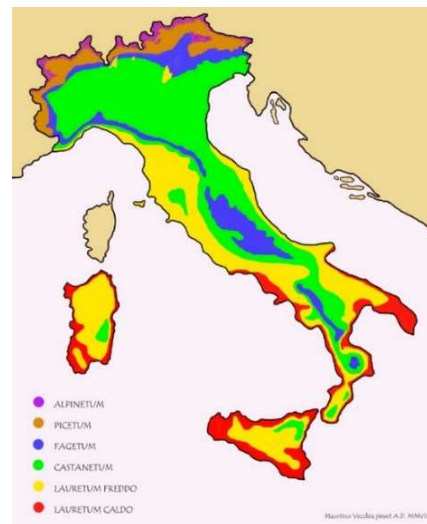 ALPINETUM
PICETUM
FAGETUM
CASTANETUM
LAURETUM FREDDO
LAURETUM CALDO
A.D.